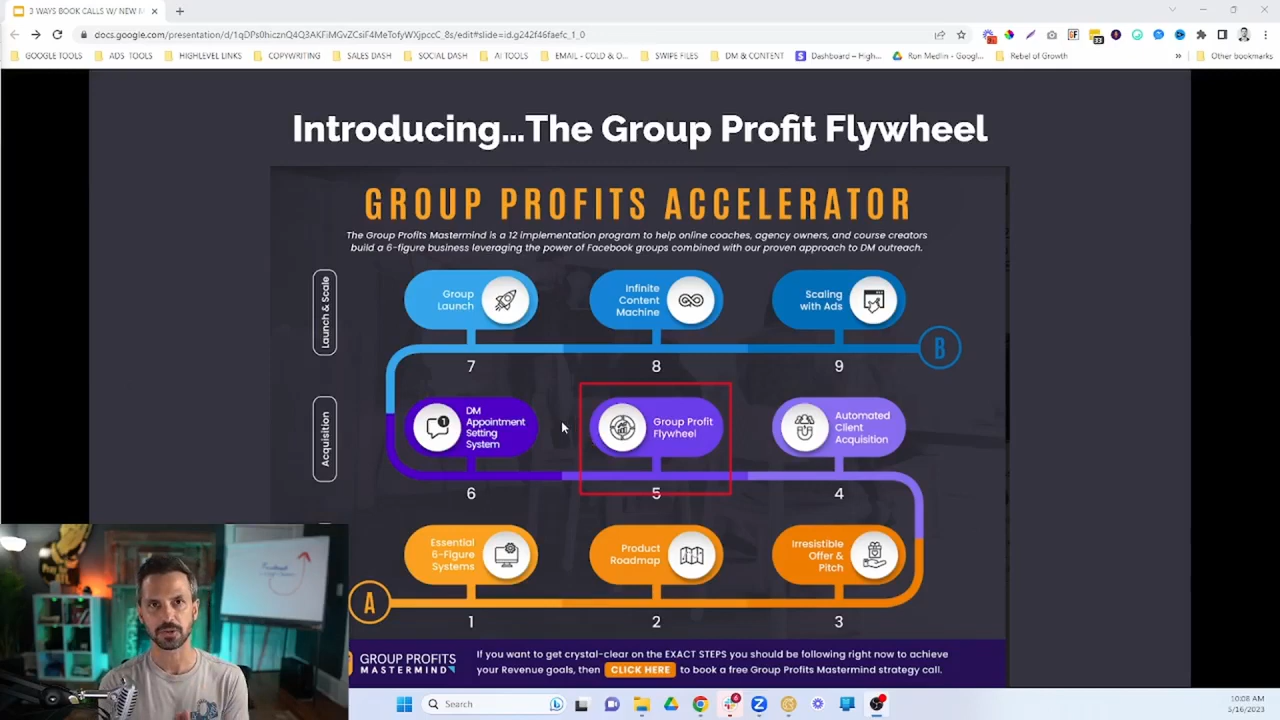 3 WAYS BOOK CALLS W/ NEW M
docs.google.com/presentation/d/1qDPs0hicznQ4Q3AKFiMGvZCsiF4MeTofyWXjpccC_8s/edit#slide=id.g242f46faefc_1_0
GOOGLE TOOLS
ADS TOOLS
HIGHLEVEL LINKS
COPYWRITING
SALES DASH
SOCIAL DASH
AI TOOLS
EMAIL - COLD & O...
SWIPE FILES
DM & CONTENT
Dashboard – High...
Ron Medlin - Googl...
Rebel of Growth
»
Other bookmarks
Introducing...The Group Profit Flywheel
GROUP PROFITS ACCELERATOR
The Group Profits Mastermind is a 12 implementation program to help online coaches, agency owners, and course creators
build a 6-figure business leveraging the power of Facebook groups combined with our proven approach to DM outreach.
Launch & Scale
Group
Launch
7
Infinite
Content
Machine
8
Scaling
with Ads
9
B
Acquisition
DM
Appointment
Setting
System
6
Group Profit
Flywheel
5
Automated
Client
Acquisition
4
A
Essential
6-Figure
Systems
1
Product
Roadmap
2
Irresistible
Offer &
Pitch
3
GROUP PROFITS
MASTERMIND
If you want to get crystal-clear on the EXACT STEPS you should be following right now to achieve
your Revenue goals, then CLICK HERE to book a free Group Profits Mastermind strategy call.
Search
10:08 AM
5/16/2023